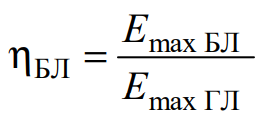 η_БЛ = E_max БЛ / E_max ГЛ